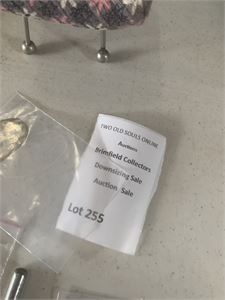 TWO OLD SOULS ONLINE
Auctions
Brimfield Collectors
Downsizing Sale
Auction Sale
Lot 255